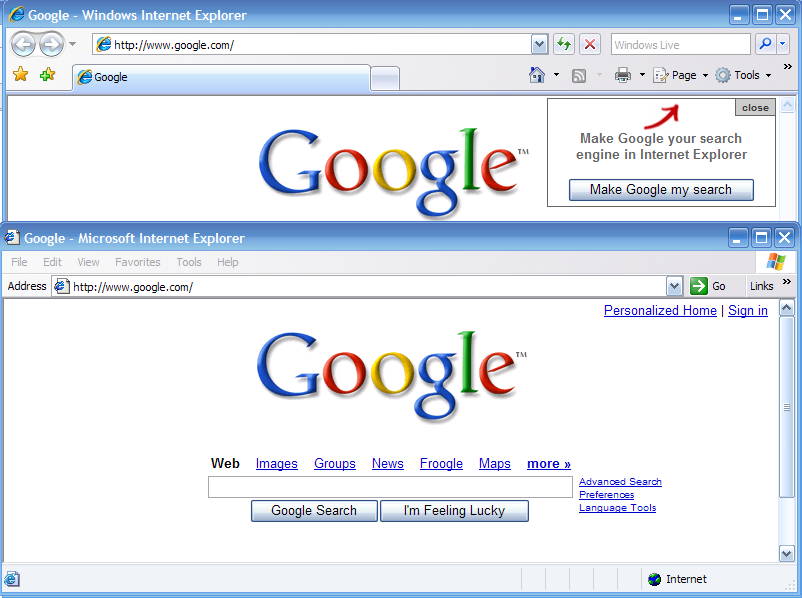 Google - Windows Internet Explorer
http://www.google.com/
Windows Live
Google
Page
Tools
»
close
Google™
Make Google your search
engine in Internet Explorer
Make Google my search
Google - Microsoft Internet Explorer
File Edit View Favorites Tools Help
Address http://www.google.com/ Go Links »
Personalized Home | Sign in
Google™
Web Images Groups News Froogle Maps more »
Advanced Search
Preferences
Language Tools
Google Search I'm Feeling Lucky
Internet